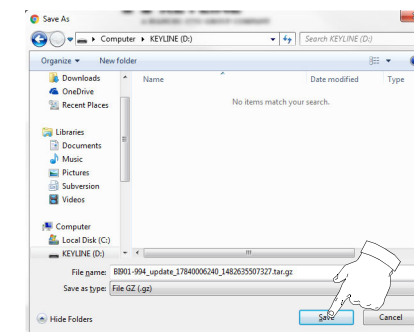 Save As
Computer ▸ KEYLINE (D:)
Search KEYLINE (D:)
Organize
New folder
Name
Date modified
Type
No items match your search.
Downloads
OneDrive
Recent Places
Libraries
Documents
Music
Pictures
Subversion
Videos
Computer
Local Disk (C:)
KEYLINE (D:)
File name: BI901-994_update_17840006240_1482635507327.tar.gz
Save as type: File GZ (.gz)
Hide Folders
Save
Cancel